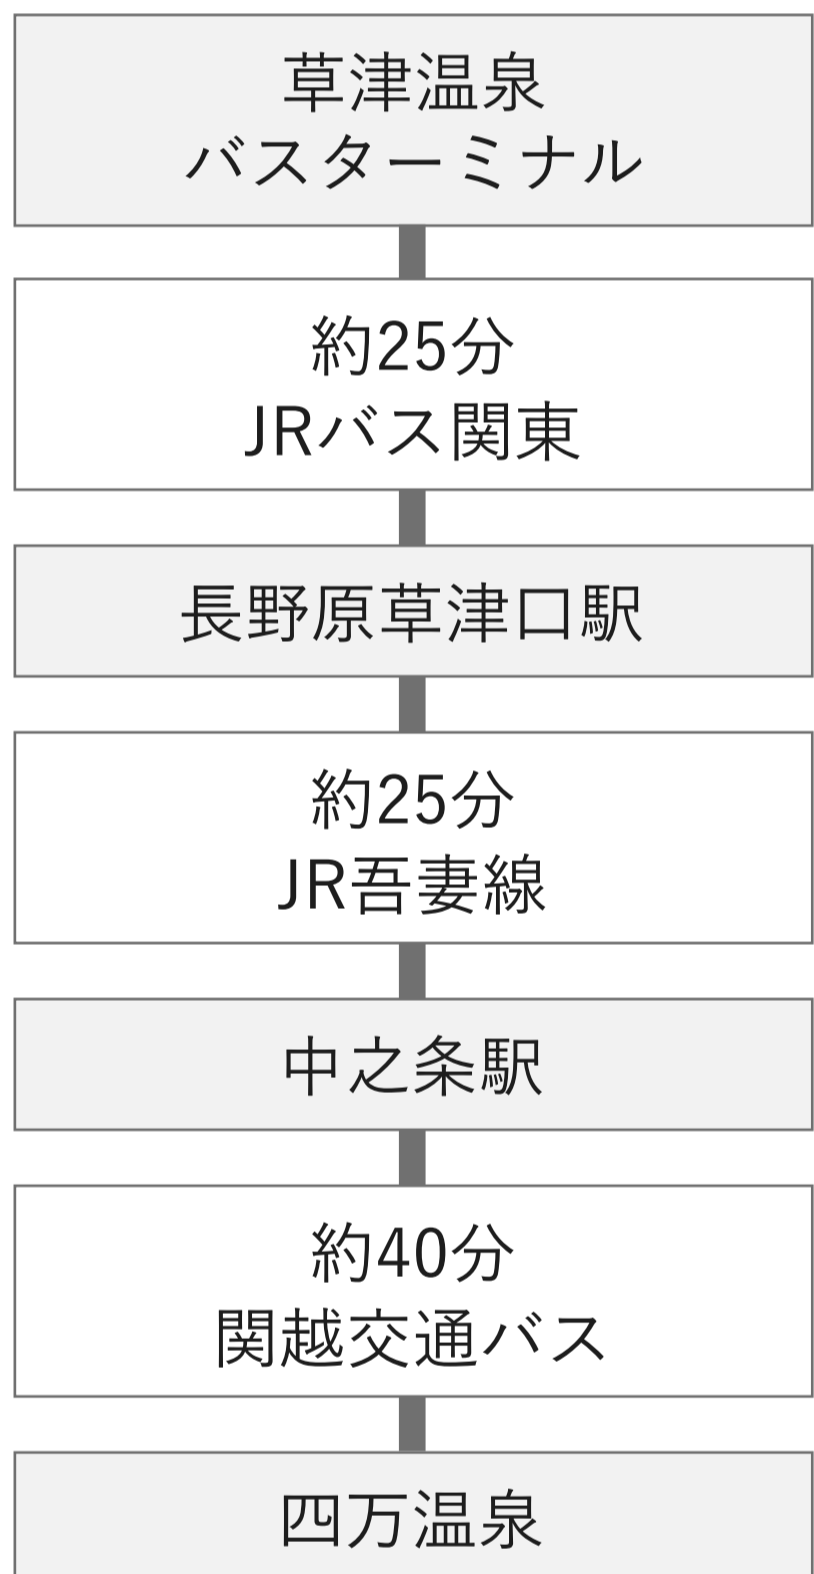 草津温泉
バスターミナル
約25分
JRバス関東
長野原草津口駅
約25分
JR吾妻線
中之条駅
約40分
関越交通バス
四万温泉